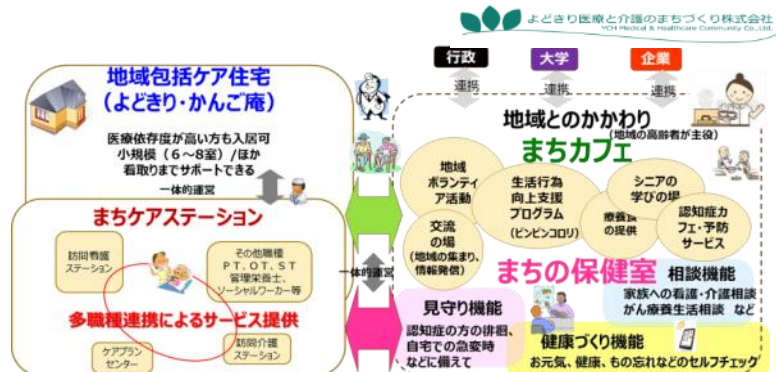 よどきり医療と介護のまちづくり株式会社
YCH Medical & Healthcare Community Co.,Ltd.
行政
大学
企業
連携
連携
連携
地域包括ケア住宅
（よどきり・かんご庵）
医療依存度が高い方も入居可
小規模（６～８室）/ほか
看取りまでサポートできる
一体的運営
まちケアステーション
訪問看護
ステーション
その他職種
ＰＴ、ＯＴ、ＳＴ
管理栄養士、
ソーシャルワーカー等
多職種連携によるサービス提供
ケアプラン
センター
訪問介護
ステーション
一体的運営
地域とのかかわり
（地域の高齢者が主役）
まちカフェ
地域
ボランティ
ア活動
生活行為
向上支援
プログラム
（ピンピンコロリ）
シニアの
学びの場
療養食
の提供
認知症カ
フェ・予防
サービス
交流
の場
（地域の集まり、
情報発信）
まちの保健室
相談機能
家族への看護・介護相談
がん療養生活相談 など
見守り機能
認知症の方の徘徊、
自宅での急変時
などに備えて
健康づくり機能
お元気、健康、もの忘れなどのセルフチェック